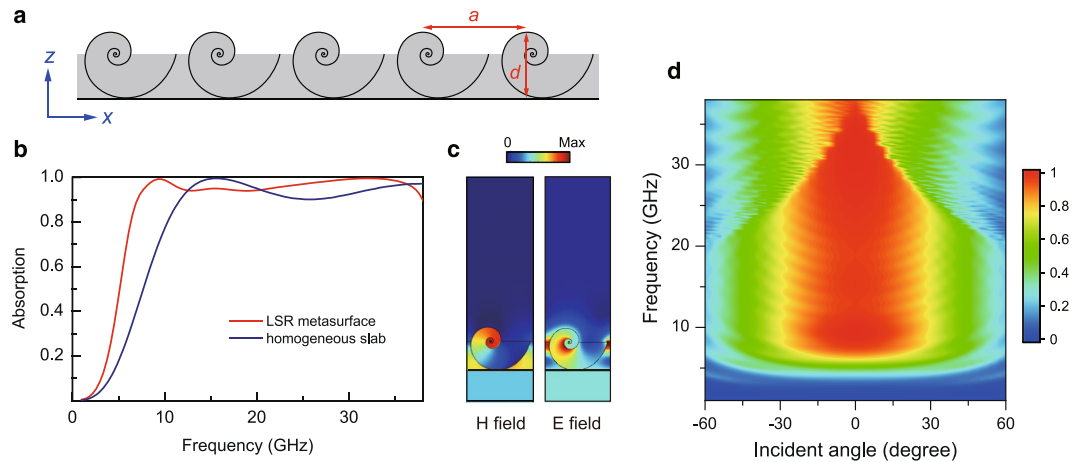 a
a
d
z
x
b
1.0
0.8
0.6
0.4
0.2
Absorption
LSR metasurface
homogeneous slab
0
10
20
30
Frequency (GHz)
c
0
Max
H field
E field
d
30
20
10
Frequency (GHz)
-60
-30
0
30
60
Incident angle (degree)
1
0.8
0.6
0.4
0.2
0